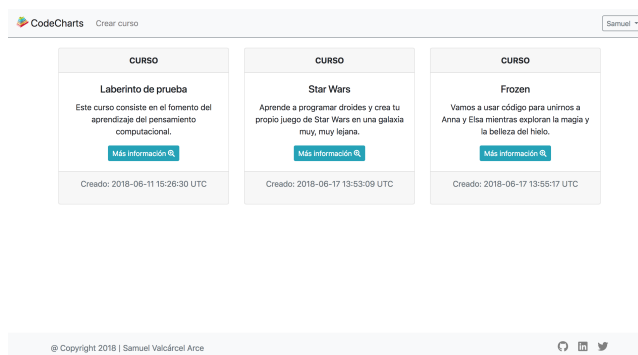 CodeCharts Crear curso Samuel
CURSO
Laberinto de prueba
Este curso consiste en el fomento del
aprendizaje del pensamiento
computacional.
Más información
Creado: 2018-06-11 15:26:30 UTC
CURSO
Star Wars
Aprende a programar droides y crea tu
propio juego de Star Wars en una galaxia
muy, muy lejana.
Más información
Creado: 2018-06-17 13:53:09 UTC
CURSO
Frozen
Vamos a usar código para unirnos a
Anna y Elsa mientras exploran la magia y
la belleza del hielo.
Más información
Creado: 2018-06-17 13:55:17 UTC
@ Copyright 2018 | Samuel Valcárcel Arce